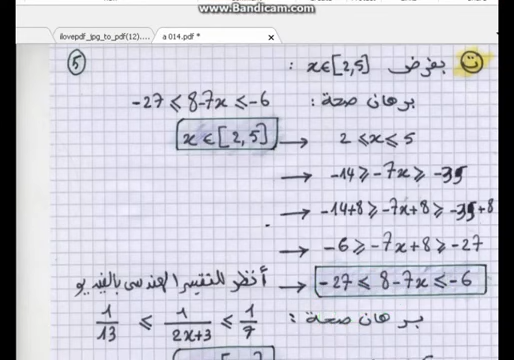 www.Bandicam.com
ilovepdf_jpg_to_pdf(12)....
a 014.pdf *
⑤
ت بفرض x∈[2,5] :
برهان صحة : -27 ⩽ 8-7x ⩽ -6
x ∈ [2,5] → 2 ⩽ x ⩽ 5
→ -14 ⩾ -7x ⩾ -35
→ -14+8 ⩾ -7x+8 ⩾ -35+8
→ -6 ⩾ -7x+8 ⩾ -27
أنظر للتفسير الهندسي بالفيديو → -27 ⩽ 8-7x ⩽ -6
برهان صحة : 1/13 ⩽ 1/(2x+3) ⩽ 1/7